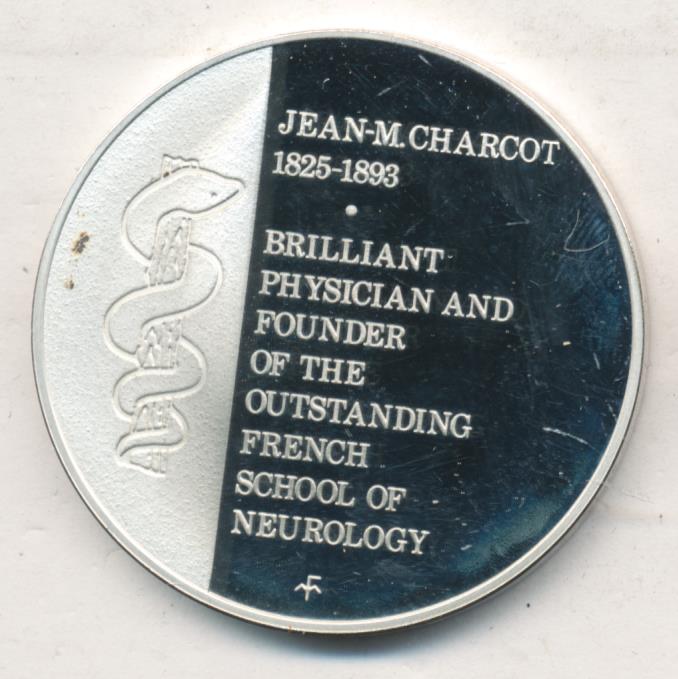 JEAN-M. CHARCOT
1825-1893
•
BRILLIANT
PHYSICIAN AND
FOUNDER
OF THE
OUTSTANDING
FRENCH
SCHOOL OF
NEUROLOGY